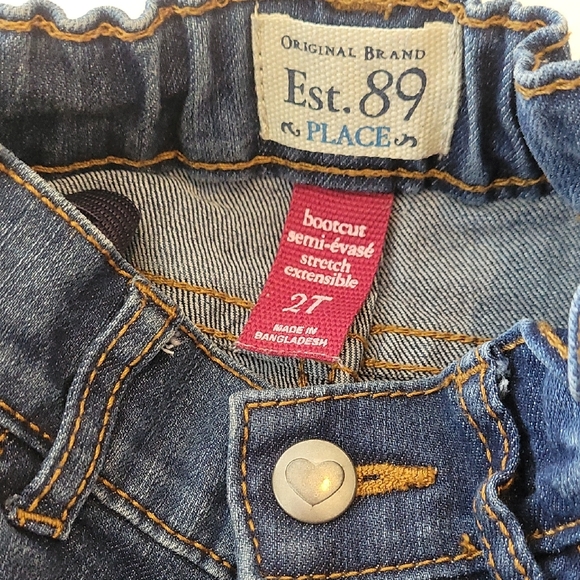 ORIGINAL BRAND
Est. 89
PLACE
bootcut
semi-évasé
stretch
extensible
2T
MADE IN
BANGLADESH